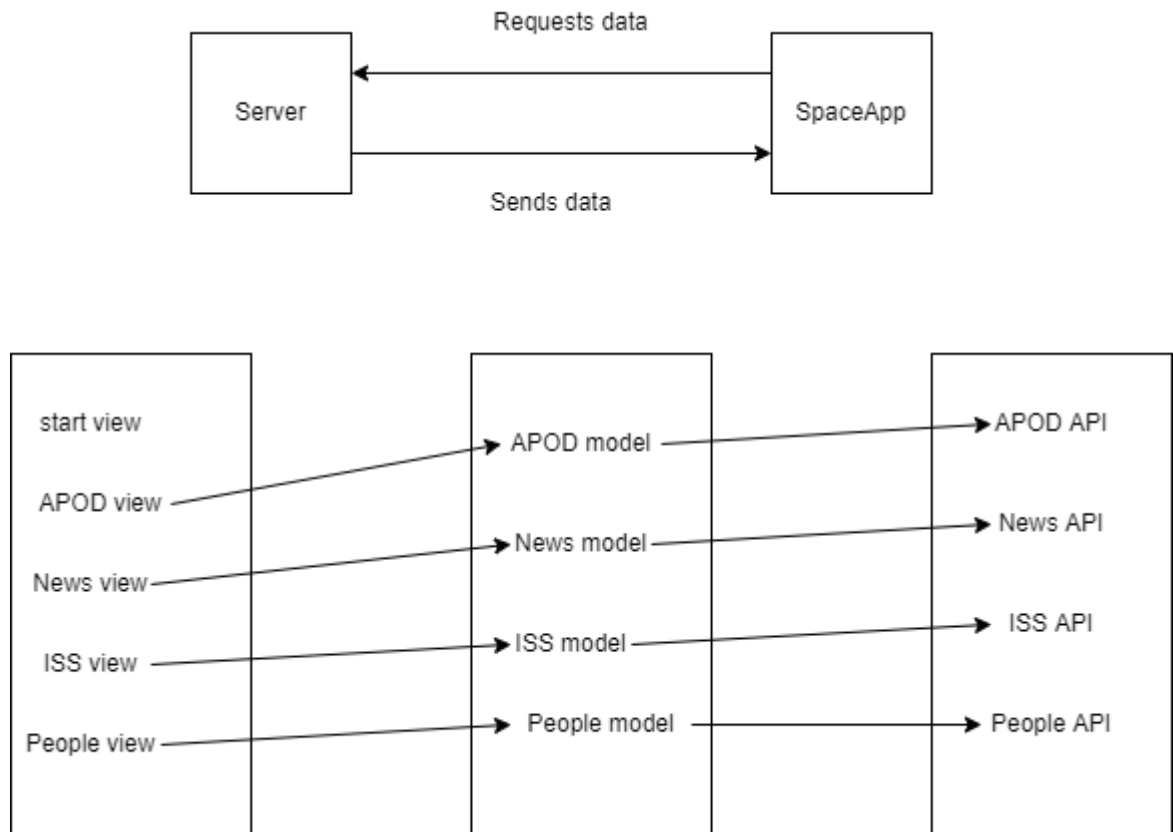 Requests data
Server
SpaceApp
Sends data
start view
APOD view
News view
ISS view
People view
APOD model
News model
ISS model
People model
APOD API
News API
ISS API
People API